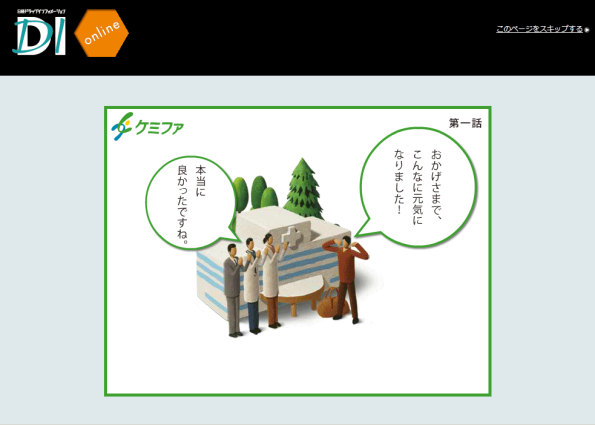 日経ドラッグインフォメーション
DI
online
このページをスキップする
ケミファ
第一話
おかげさまで、
こんなに元気に
なりました！
本当に
良かったですね。